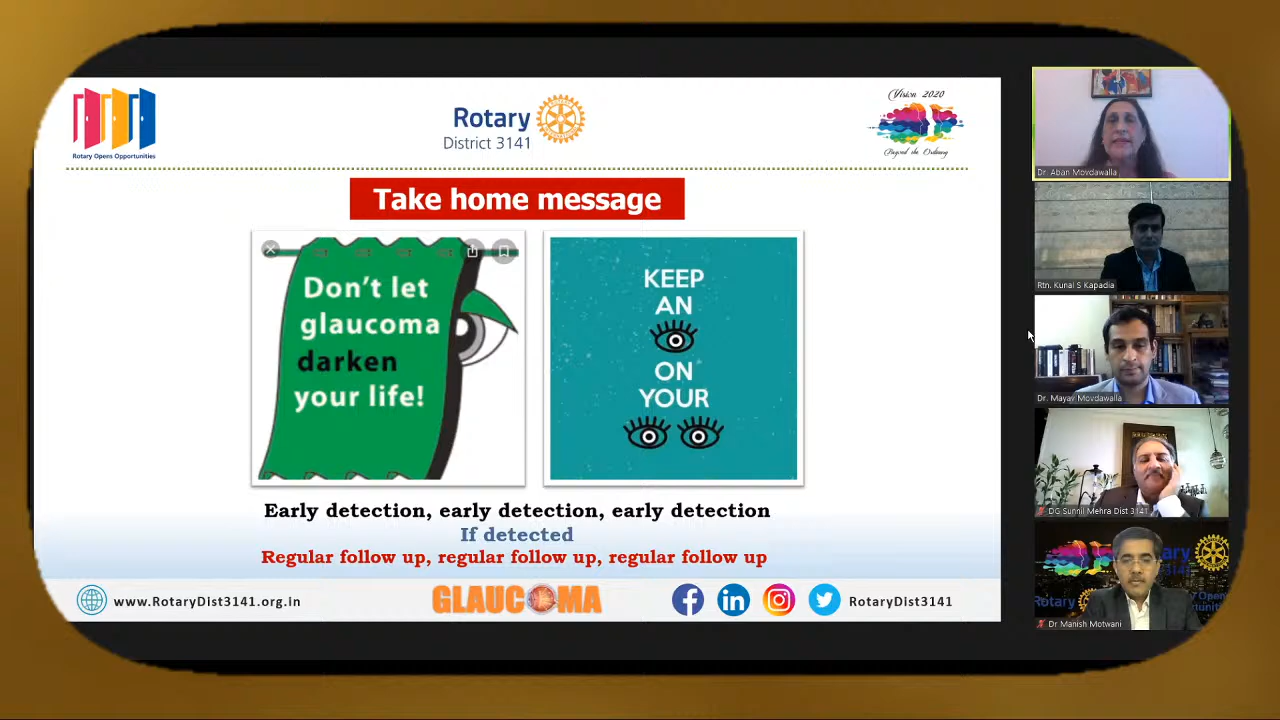 Rotary Opens Opportunities
Rotary
District 3141
Vision 2020
Beyond the Ordinary
Take home message
Don't let
glaucoma
darken
your life!
KEEP
AN
ON
YOUR
Early detection, early detection, early detection
If detected
Regular follow up, regular follow up, regular follow up
www.RotaryDist3141.org.in
GLAUCOMA
RotaryDist3141
Dr. Aban Movdawalla
Rtn. Kunal S Kapadia
Dr. Mayav Movdawalla
DG Sunnil Mehra Dist 3141
Rotary
Dr Manish Motwani